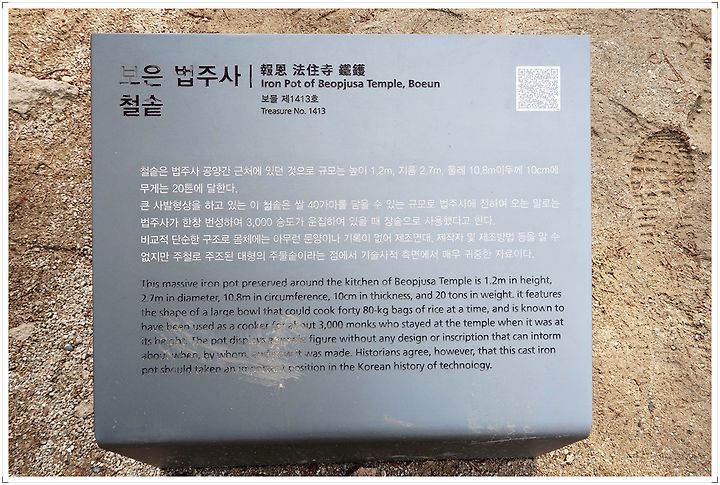 보은 법주사
철솥
報恩 法住寺 鐵鑊
Iron Pot of Beopjusa Temple, Boeun
보물 제1413호
Treasure No. 1413
철솥은 법주사 공양간 근처에 있던 것으로 규모는 높이 1.2m, 지름 2.7m, 둘레 10.8m이두께 10cm에
무게는 20톤에 달한다.
큰 사발형상을 하고 있는 이 철솥은 쌀 40가마를 담을 수 있는 규모로 법주사에 전하여 오는 말로는
법주사가 한창 번성하여 3,000 승도가 운집하여 있을 때 장솥으로 사용했다고 한다.
비교적 단순한 구조로 몸체에는 아무런 문양이나 기록이 없어 제조연대, 제작자 및 제조방법 등을 알 수
없지만 주철로 주조된 대형의 주물솥이라는 점에서 기술사적 측면에서 매우 귀중한 자료이다.
This massive iron pot preserved around the kitchen of Beopjusa Temple is 1.2m in height,
2.7m in diameter, 10.8m in circumference, 10cm in thickness, and 20 tons in weight. it features
the shape of a large bowl that could cook forty 80-kg bags of rice at a time, and is known to
have been used as a cooker for about 3,000 monks who stayed at the temple when it was at
its height. The pot displays a figure without any design or inscription that can inform
about when, by whom, it was made. Historians agree, however, that this cast iron
pot should taken an important position in the Korean history of technology.